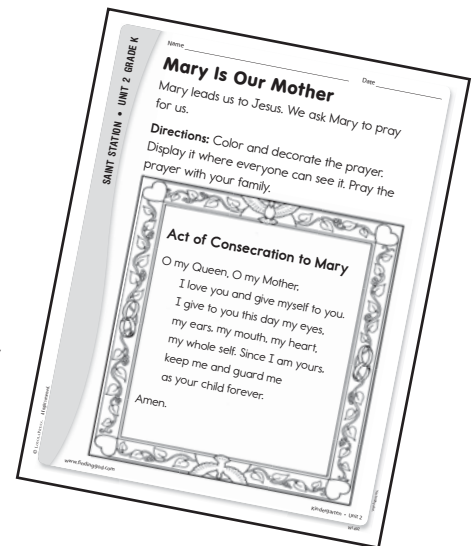 SAINT STATION • UNIT 2 GRADE K
Name
Date
Mary Is Our Mother
Mary leads us to Jesus. We ask Mary to pray
for us.
Directions: Color and decorate the prayer.
Display it where everyone can see it. Pray the
prayer with your family.
Act of Consecration to Mary
O my Queen, O my Mother,
I love you and give myself to you.
I give to you this day my eyes,
my ears, my mouth, my heart,
my whole self. Since I am yours,
keep me and guard me
as your child forever.
Amen.
www.findinggod.com
Kindergarten • Unit 2